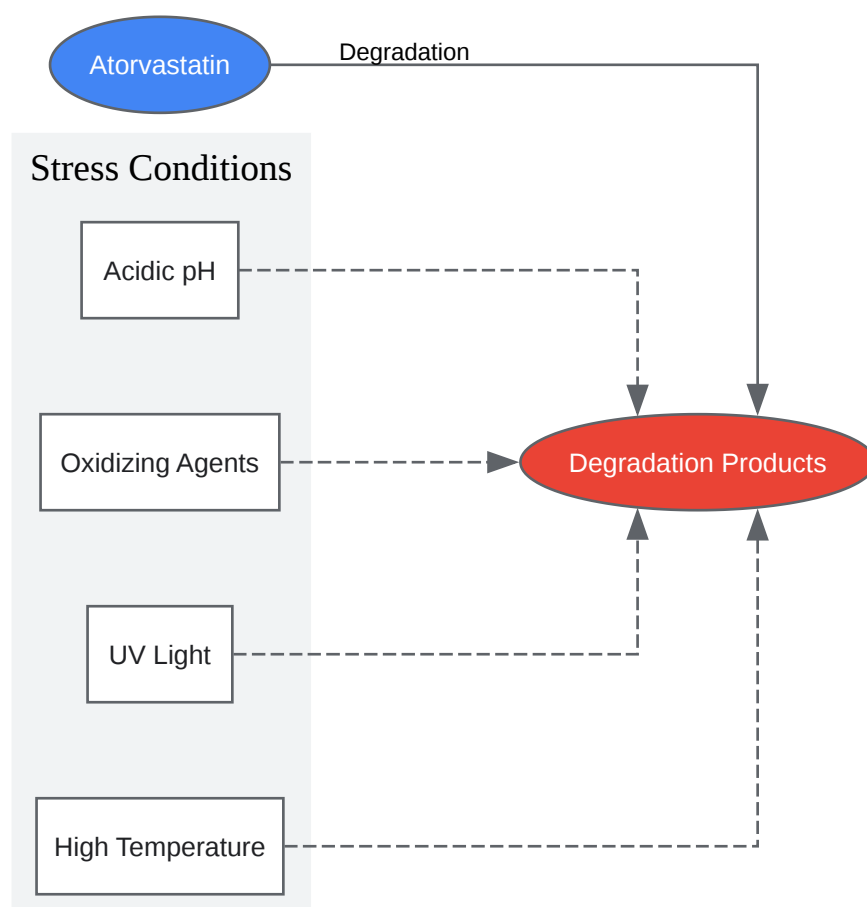 Atorvastatin
Degradation
Stress Conditions
Acidic pH
Oxidizing Agents
Degradation Products
UV Light
High Temperature